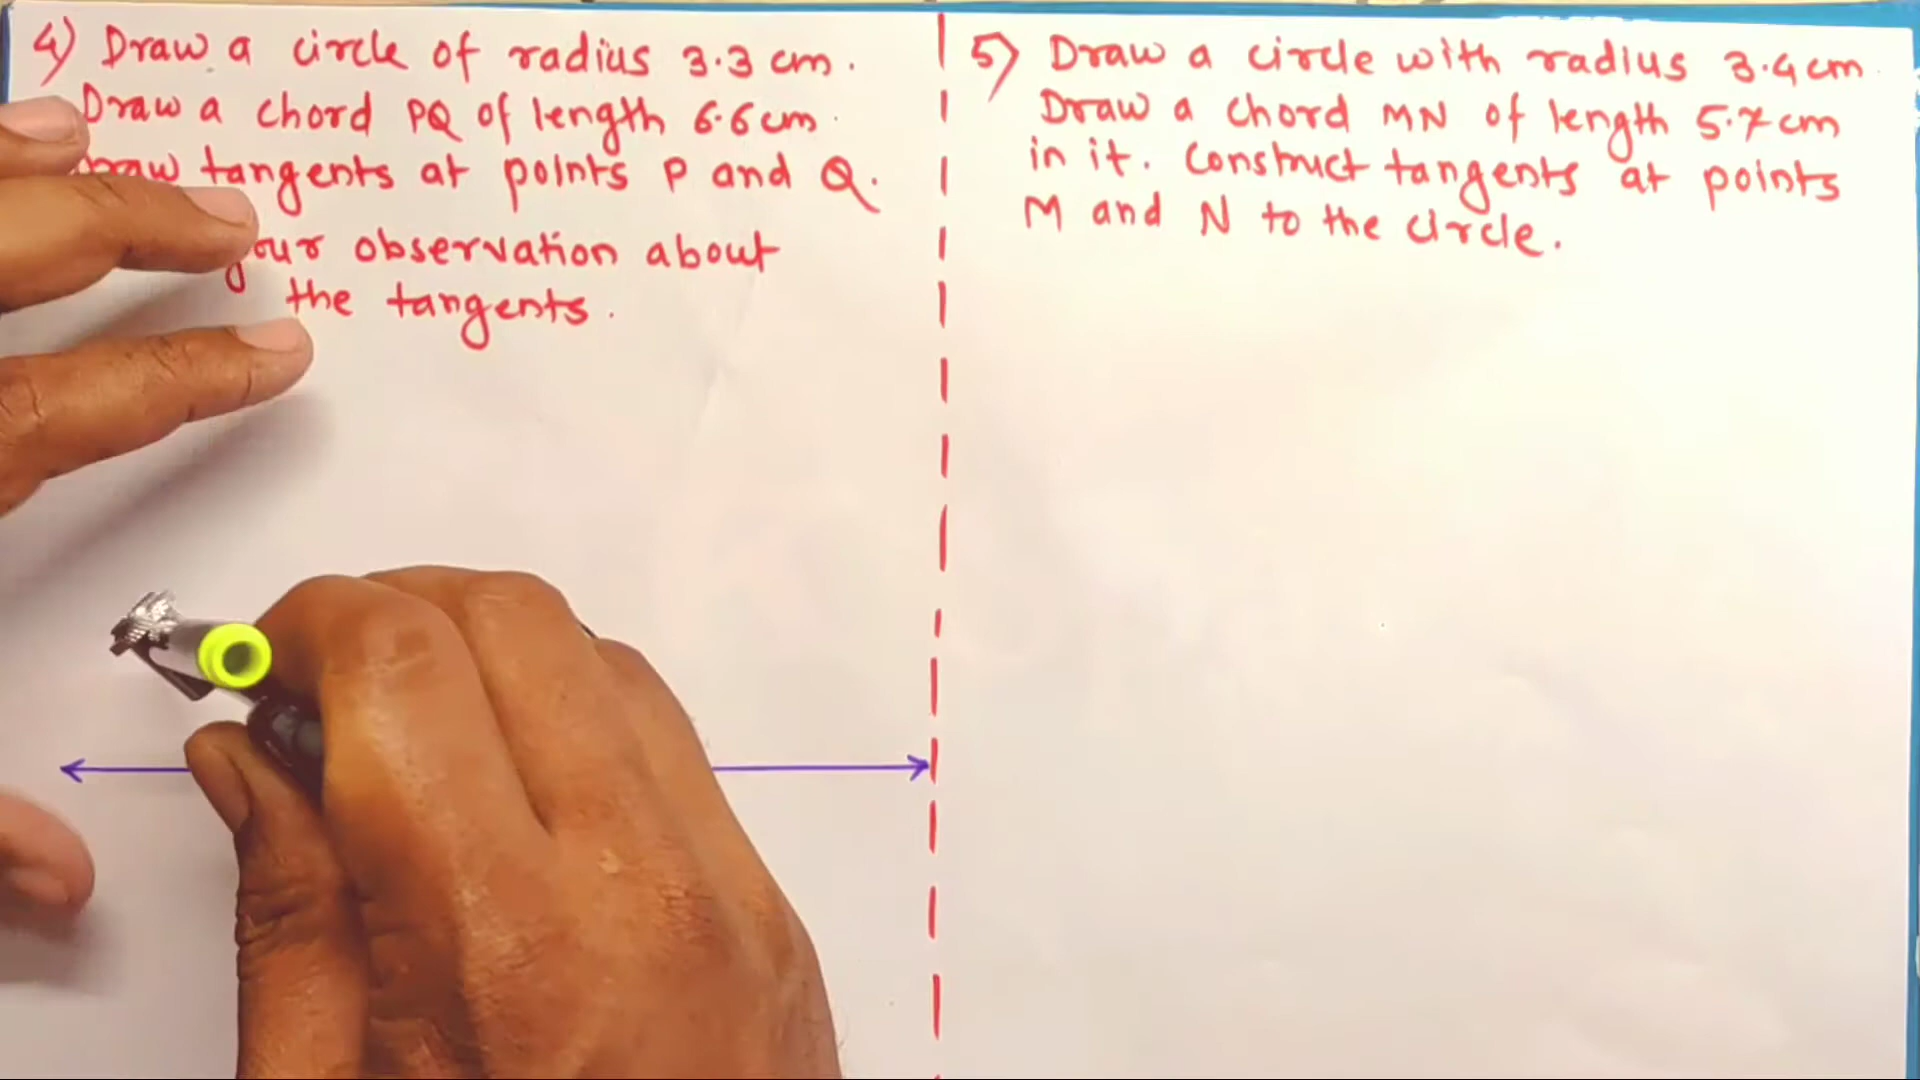 4) Draw a circle of radius 3.3 cm.
Draw a chord PQ of length 6.6 cm.
Draw tangents at points P and Q.
your observation about
the tangents.
5) Draw a circle with radius 3.4 cm.
Draw a chord MN of length 5.7 cm
in it. Construct tangents at points
M and N to the circle.